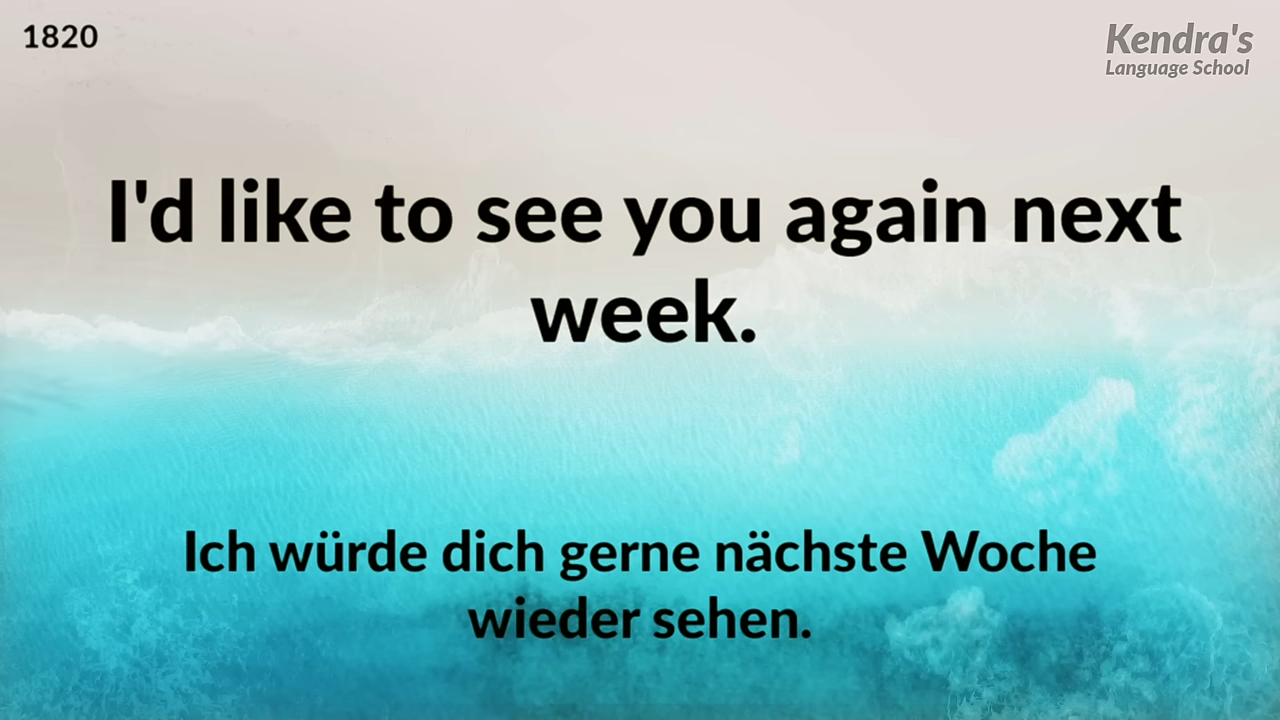 1820
Kendra's
Language School
I'd like to see you again next
week.
Ich würde dich gerne nächste Woche
wieder sehen.